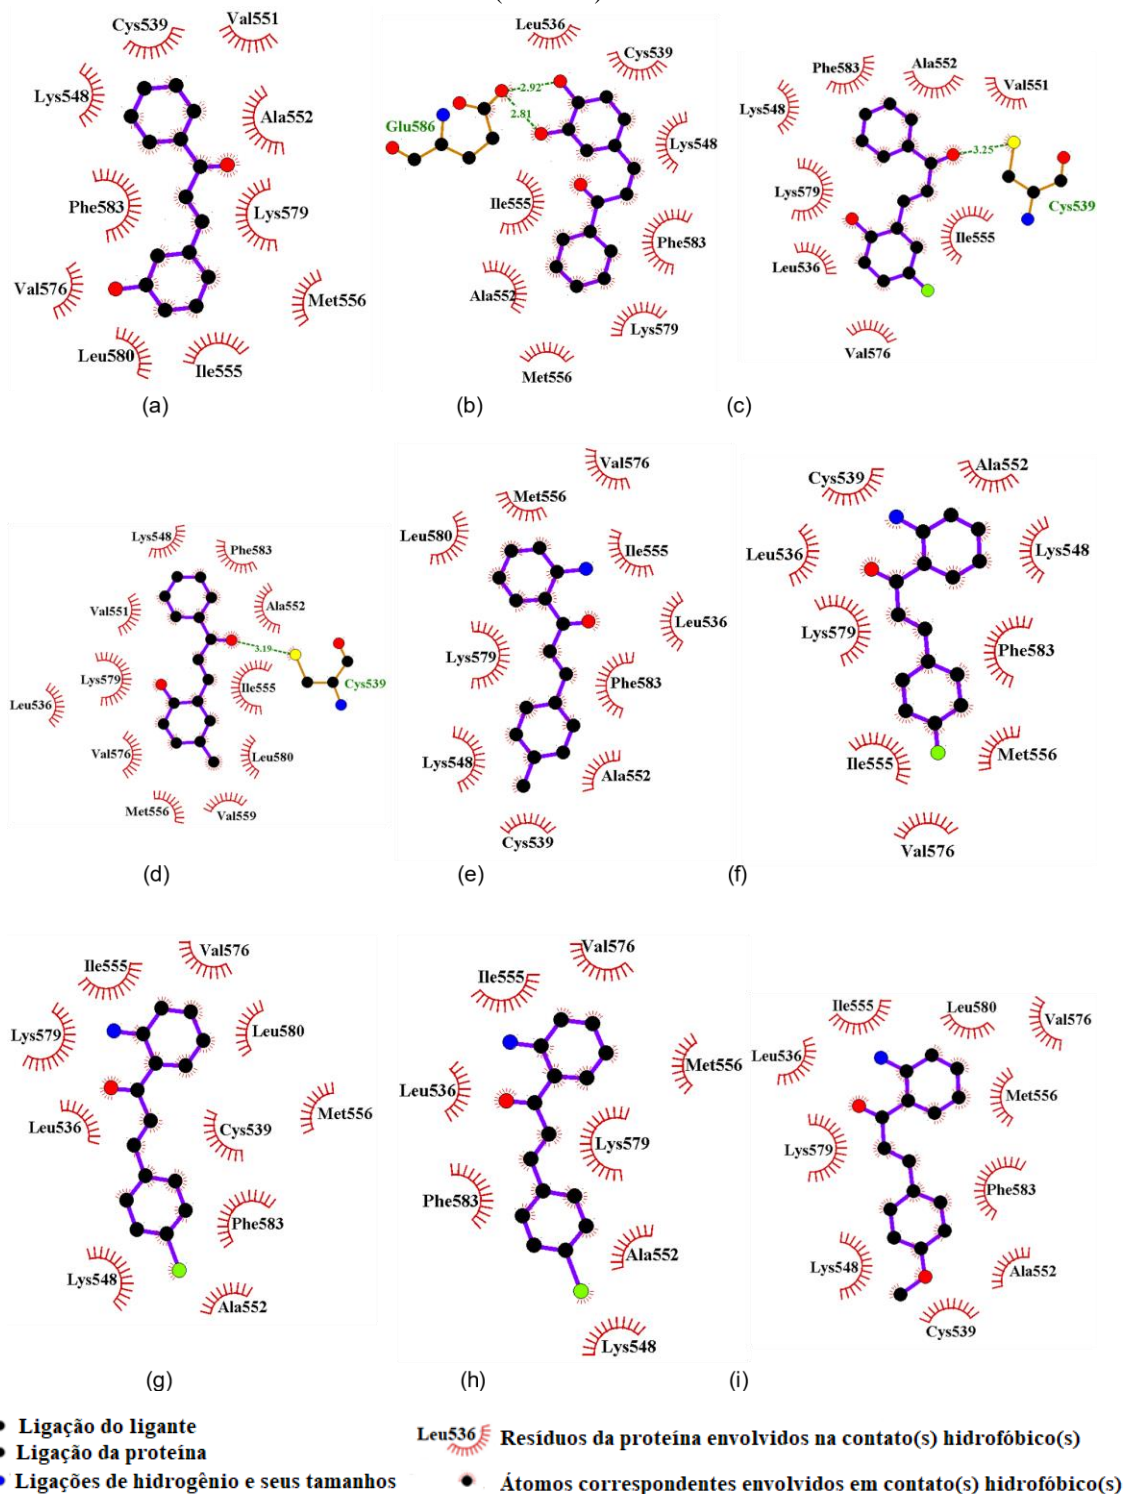 Cys539
Val551
Lys548
Ala552
Phe583
Lys579
Val576
Met556
Leu580
Ile555
(a)
Leu536
Cys539
2.92
2.81
Glu586
Lys548
Ile555
Phe583
Ala552
Lys579
Met556
(b)
Ala552
Phe583
Val551
Lys548
3.25
Lys579
Cys539
Ile555
Leu536
Val576
(c)
Lys548
Phe583
Val551
Ala552
3.19
Lys579
Ile555
Cys539
Leu536
Val576
Leu580
Met556
Val559
(d)
Val576
Met556
Leu580
Ile555
Leu536
Lys579
Phe583
Lys548
Ala552
Cys539
(e)
Ala552
Cys539
Leu536
Lys548
Lys579
Phe583
Ile555
Met556
Val576
(f)
Val576
Ile555
Lys579
Leu580
Met556
Leu536
Cys539
Phe583
Lys548
Ala552
(g)
Val576
Ile555
Met556
Leu536
Lys579
Phe583
Ala552
Lys548
(h)
Ile555
Leu580
Val576
Leu536
Met556
Lys579
Phe583
Lys548
Ala552
Cys539
(i)
Ligação do ligante
Ligação da proteína
Ligações de hidrogênio e seus tamanhos
Leu536 Resíduos da proteína envolvidos na contato(s) hidrofóbico(s)
Átomos correspondentes envolvidos em contato(s) hidrofóbico(s)